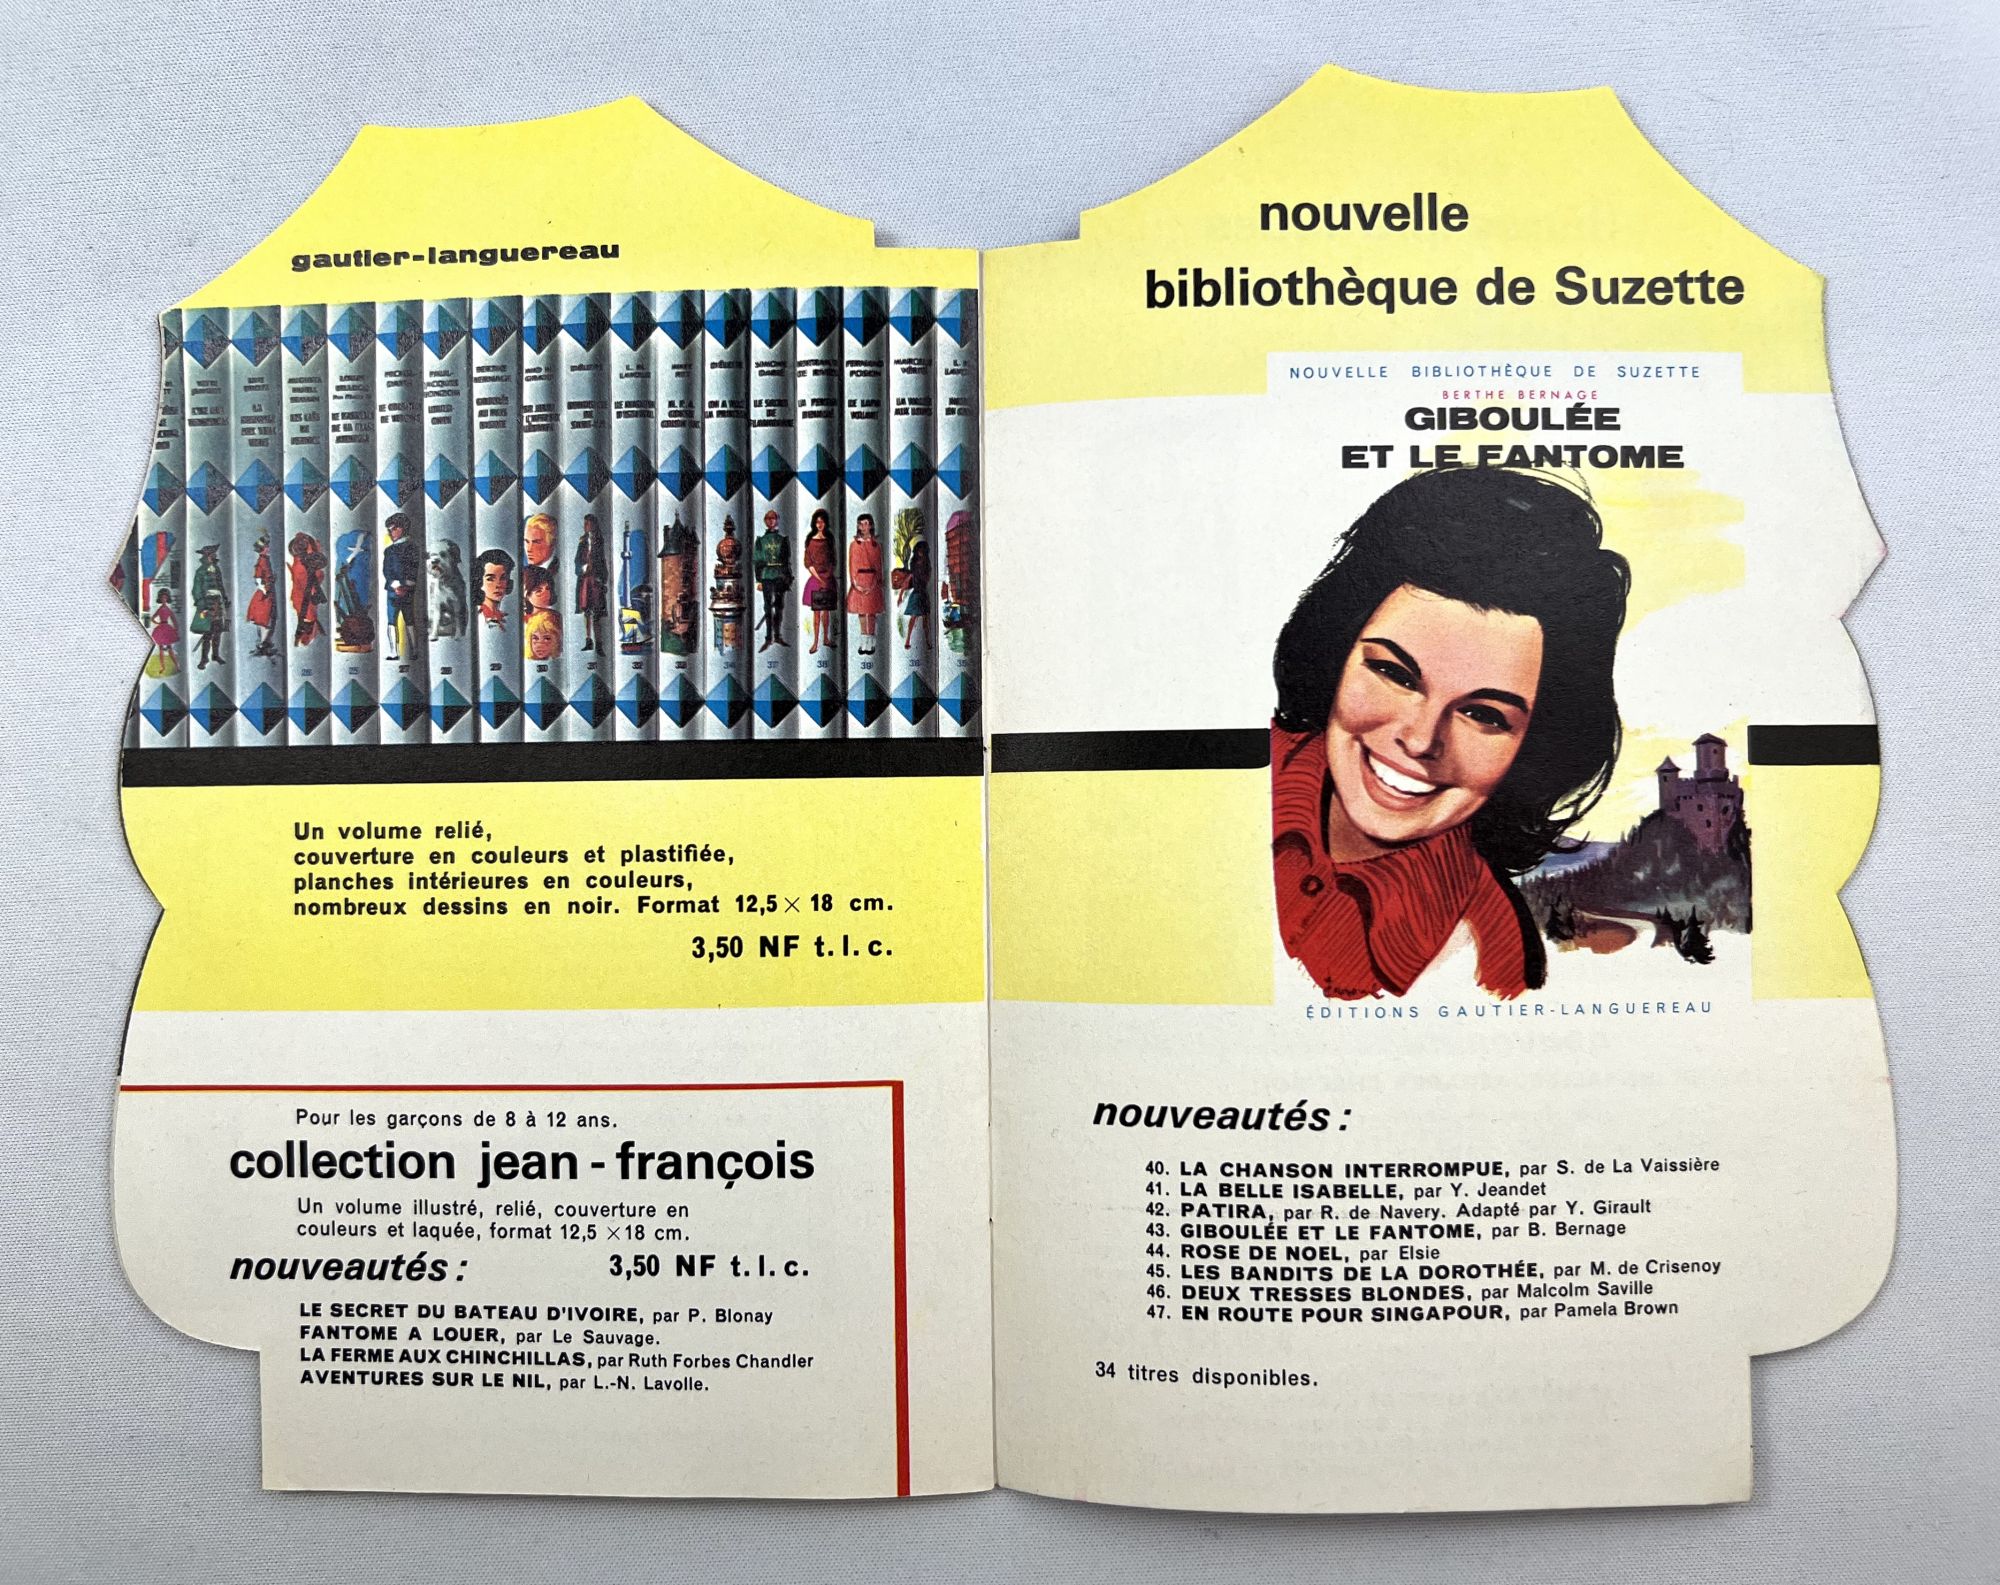 gautier-languereau
Un volume relié,
couverture en couleurs et plastifiée,
planches intérieures en couleurs,
nombreux dessins en noir. Format 12,5 × 18 cm.
3,50 NF t. l. c.
Pour les garçons de 8 à 12 ans.
collection jean - françois
Un volume illustré, relié, couverture en
couleurs et laquée, format 12,5 × 18 cm.
nouveautés : 3,50 NF t. l. c.
LE SECRET DU BATEAU D'IVOIRE, par P. Blonay
FANTOME A LOUER, par Le Sauvage.
LA FERME AUX CHINCHILLAS, par Ruth Forbes Chandler
AVENTURES SUR LE NIL, par L.-N. Lavolle.
nouvelle
bibliothèque de Suzette
NOUVELLE BIBLIOTHÈQUE DE SUZETTE
BERTHE BERNAGE
GIBOULÉE
ET LE FANTOME
ÉDITIONS GAUTIER-LANGUEREAU
nouveautés :
40. LA CHANSON INTERROMPUE, par S. de La Vaissière
41. LA BELLE ISABELLE, par Y. Jeandet
42. PATIRA, par R. de Navery. Adapté par Y. Girault
43. GIBOULÉE ET LE FANTOME, par B. Bernage
44. ROSE DE NOEL, par Elsie
45. LES BANDITS DE LA DOROTHÉE, par M. de Crisenoy
46. DEUX TRESSES BLONDES, par Malcolm Saville
47. EN ROUTE POUR SINGAPOUR, par Pamela Brown
34 titres disponibles.